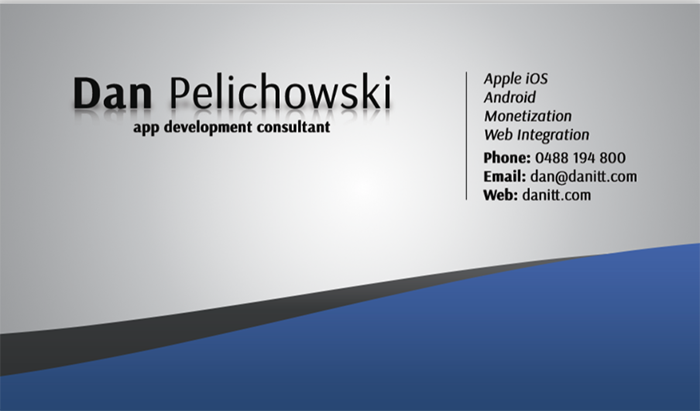 Dan Pelichowski
app development consultant
Apple iOS
Android
Monetization
Web Integration
Phone: 0488 194 800
Email: dan@danitt.com
Web: danitt.com